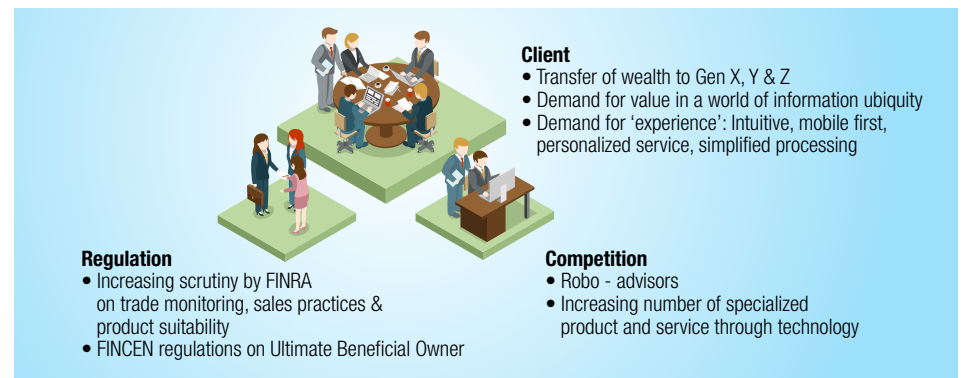 Client
• Transfer of wealth to Gen X, Y & Z
• Demand for value in a world of information ubiquity
• Demand for ‘experience’: Intuitive, mobile first,
personalized service, simplified processing
Regulation
• Increasing scrutiny by FINRA
on trade monitoring, sales practices &
product suitability
• FINCEN regulations on Ultimate Beneficial Owner
Competition
• Robo - advisors
• Increasing number of specialized
product and service through technology